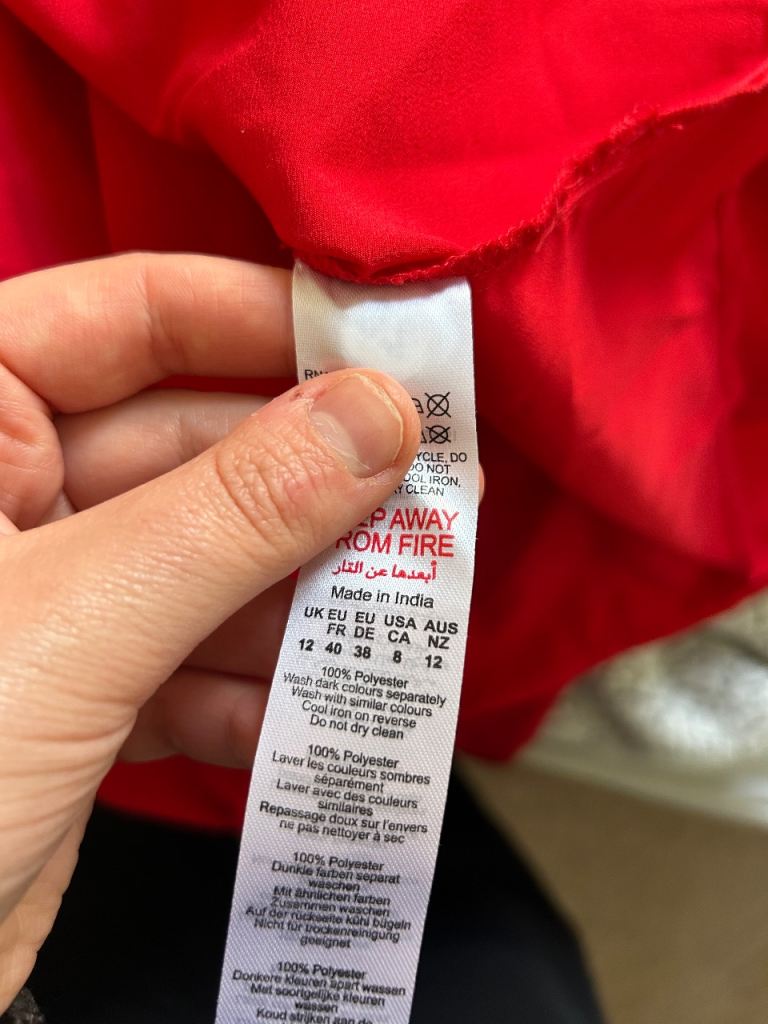 YCLE, DO
DO NOT
OOL IRON,
Y CLEAN
EP AWAY
ROM FIRE
أبعدها عن النار
Made in India
UK EU EU USA AUS
FR DE CA NZ
12 40 38 8 12
100% Polyester
Wash dark colours separately
Wash with similar colours
Cool iron on reverse
Do not dry clean
100% Polyester
Laver les couleurs sombres
séparément
Laver avec des couleurs
similaires
Repassage doux sur l'envers
ne pas nettoyer à sec
100% Polyester
Dunkle farben separat
waschen
Mit ähnlichen farben
Zusammen waschen
Auf der rückseite kühl bügeln
Nicht für trockenreinigung
geeignet
100% Polyester
Donkere kleuren apart wassen
Met soortgelijke kleuren
wassen
Koud strijken aan de